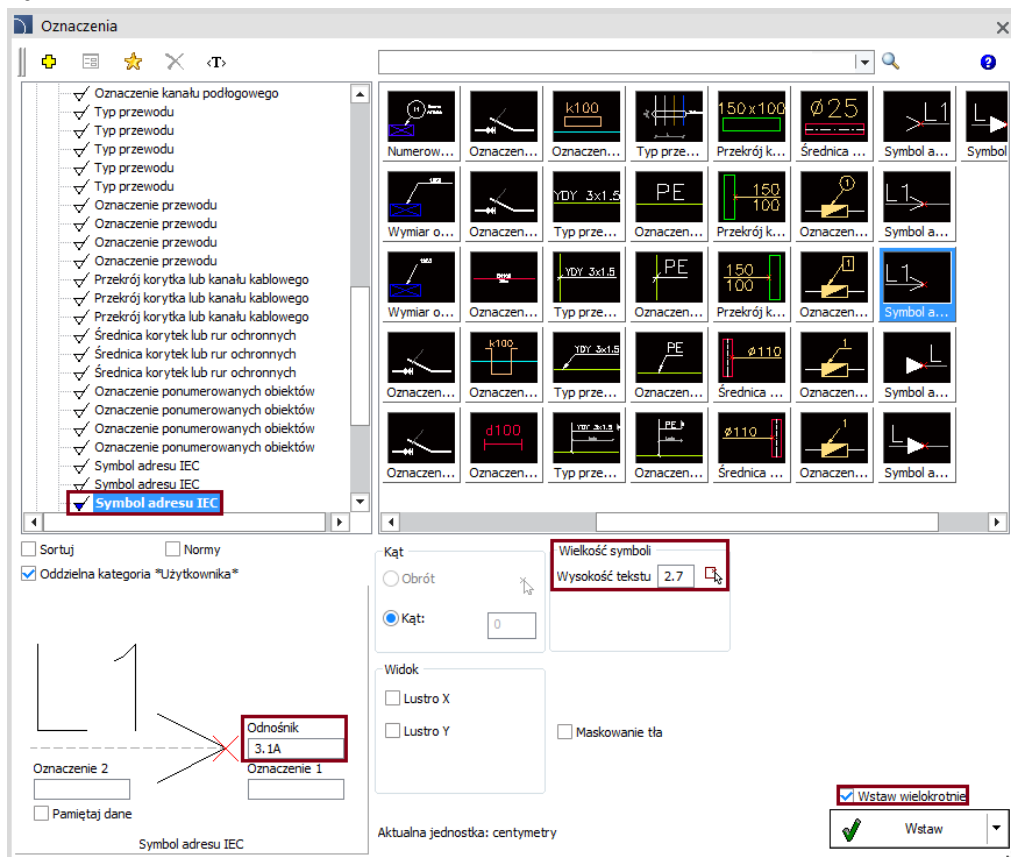 Oznaczenia
‹T›
Oznaczenie kanału podłogowego
Typ przewodu
Typ przewodu
Typ przewodu
Typ przewodu
Typ przewodu
Oznaczenie przewodu
Oznaczenie przewodu
Oznaczenie przewodu
Oznaczenie przewodu
Przekrój korytka lub kanału kablowego
Przekrój korytka lub kanału kablowego
Przekrój korytka lub kanału kablowego
Średnica korytek lub rur ochronnych
Średnica korytek lub rur ochronnych
Średnica korytek lub rur ochronnych
Oznaczenie ponumerowanych obiektów
Oznaczenie ponumerowanych obiektów
Oznaczenie ponumerowanych obiektów
Oznaczenie ponumerowanych obiektów
Symbol adresu IEC
Symbol adresu IEC
Symbol adresu IEC
k100 150x100 Ø25 L1 L
Numerow... Oznaczen... Oznaczen... Typ prze... Przekrój k... Średnica ... Symbol a... Symbol
YDY 3x1.5 PE 150 100 1 L1
Wymiar o... Oznaczen... Typ prze... Oznaczen... Przekrój k... Oznaczen... Symbol a...
YDY 3x1.5 PE 150 100 1 L1
Wymiar o... Oznaczen... Typ prze... Oznaczen... Przekrój k... Oznaczen... Symbol a...
k100 YDY 3x1.5 PE ø110 1 L
Oznaczen... Oznaczen... Typ prze... Oznaczen... Średnica ... Oznaczen... Symbol a...
d100 YDY 3x1.5 PE ø110 1 L
Oznaczen... Oznaczen... Typ prze... Oznaczen... Średnica ... Oznaczen... Symbol a...
Sortuj Normy
Oddzielna kategoria *Użytkownika*
Kąt
Obrót
Kąt: 0
Wielkość symboli
Wysokość tekstu 2.7
Widok
Lustro X
Lustro Y
Maskowanie tła
L1
Odnośnik
3.1A
Oznaczenie 2 Oznaczenie 1
Pamiętaj dane
Symbol adresu IEC
Aktualna jednostka: centymetry
Wstaw wielokrotnie
Wstaw